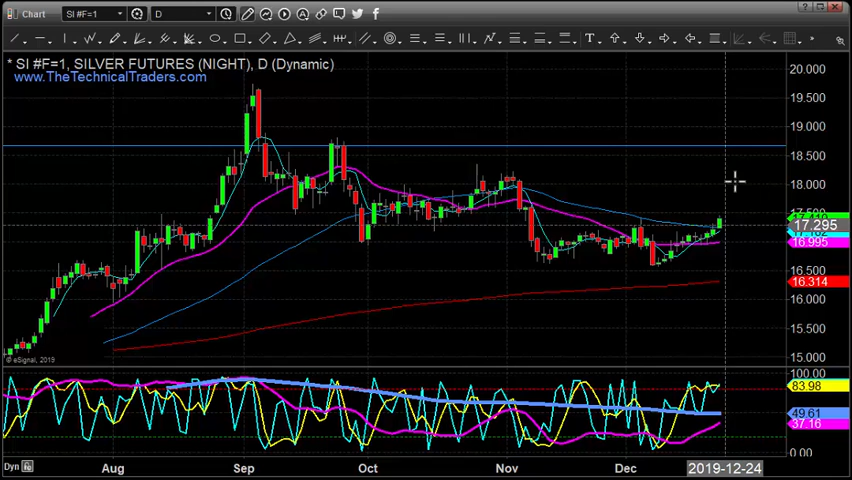 Chart SI #F=1 D
T A
* SI #F=1, SILVER FUTURES (NIGHT), D (Dynamic)
www.TheTechnicalTraders.com
20.000
19.500
19.000
18.500
18.000
17.295
16.995
16.500
16.314
16.000
15.500
15.000
© eSignal, 2019
100.00
83.98
49.61
37.16
0.00
Dyn Aug Sep Oct Nov Dec 2019-12-24